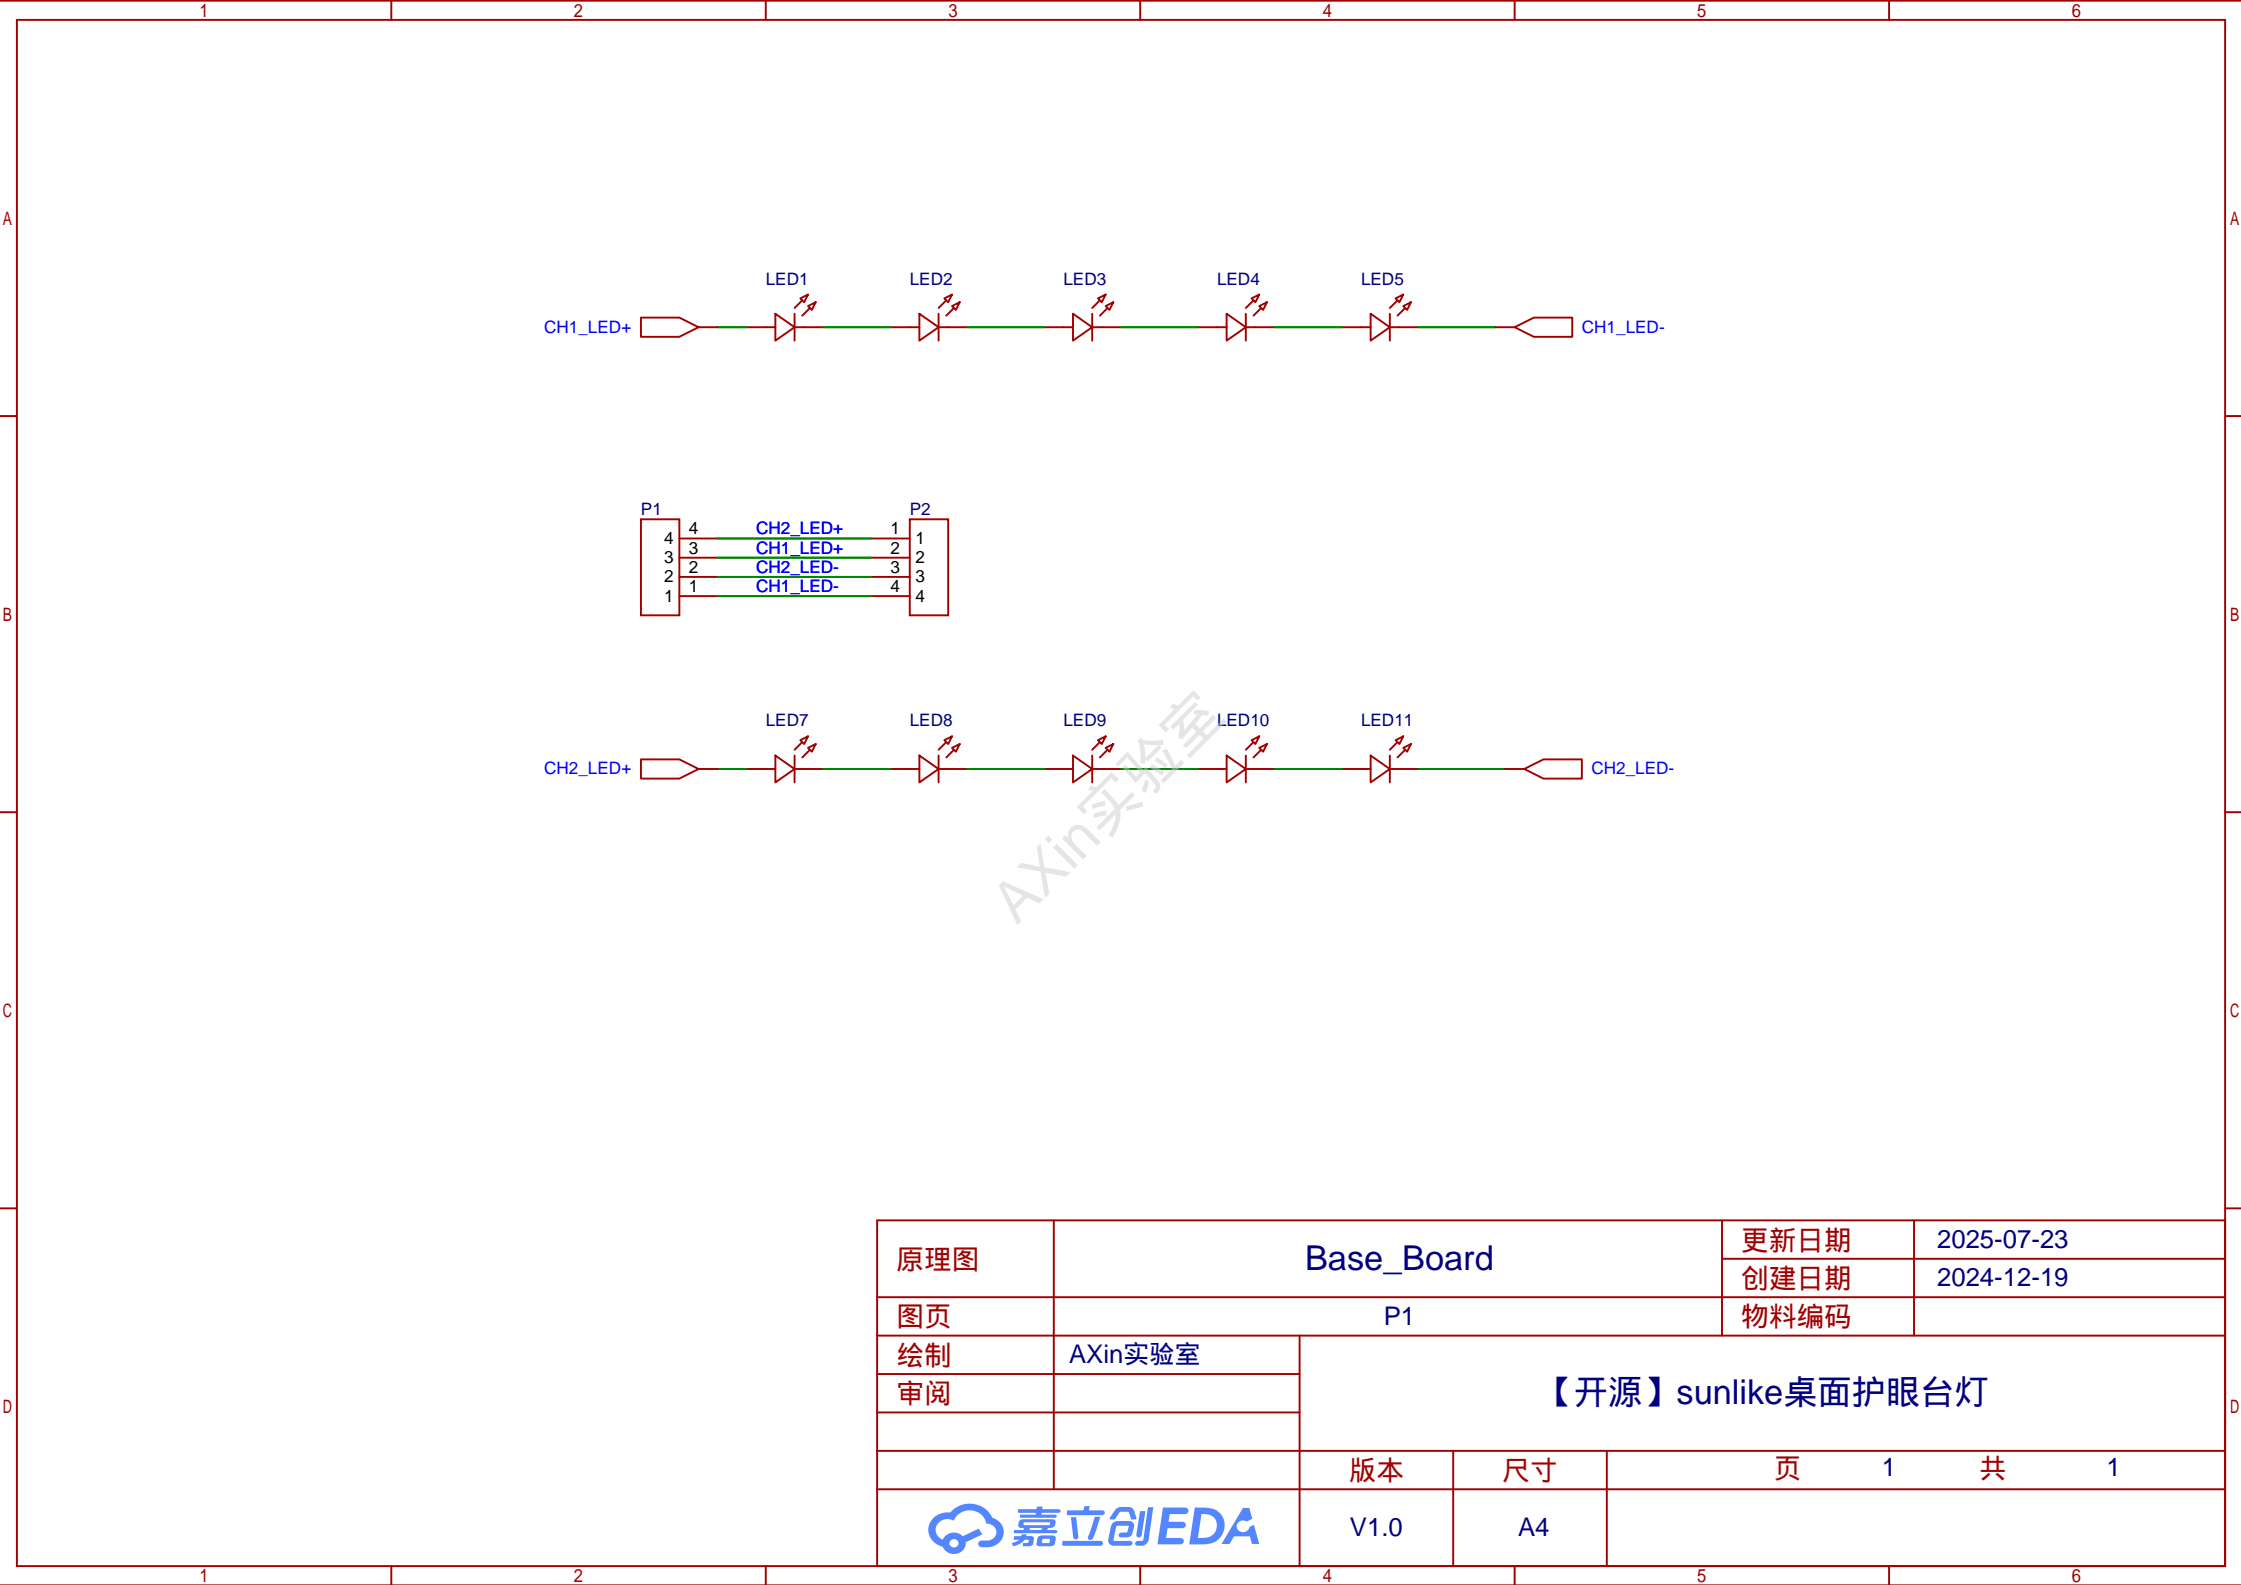 1 2 3 4 5 6
A A
LED1 LED2 LED3 LED4 LED5
CH1_LED+ CH1_LED-
P1 P2
4 4 CH2_LED+ 1 1
3 3 CH1_LED+ 2 2
2 2 CH2_LED- 3 3
1 1 CH1_LED- 4 4
B B
LED7 LED8 LED9 LED10 LED11
CH2_LED+ CH2_LED-
AXin实验室
C C
原理图 Base_Board 更新日期 2025-07-23
创建日期 2024-12-19
图页 P1 物料编码
绘制 AXin实验室
审阅
【开源】sunlike桌面护眼台灯
D D
版本 尺寸 页 1 共 1
嘉立创EDA V1.0 A4
1 2 3 4 5 6